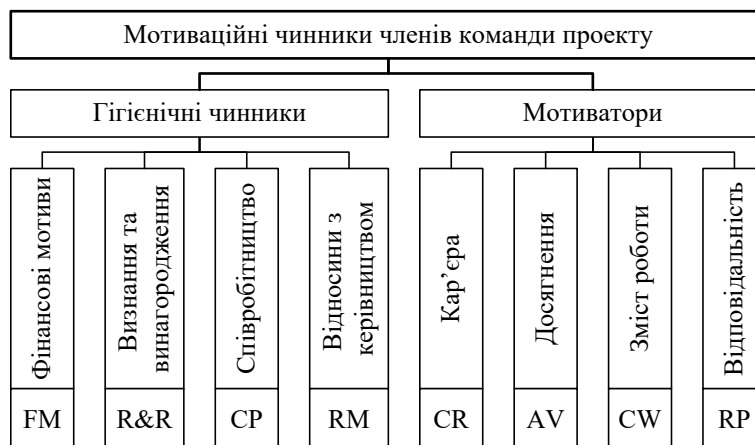 Мотиваційні чинники членів команди проекту
Гігієнічні чинники
Мотиватори
Фінансові мотиви
Визнання та
винагородження
Співробітництво
Відносини з
керівництвом
Кар’єра
Досягнення
Зміст роботи
Відповідальність
FM
R&R
CP
RM
CR
AV
CW
RP